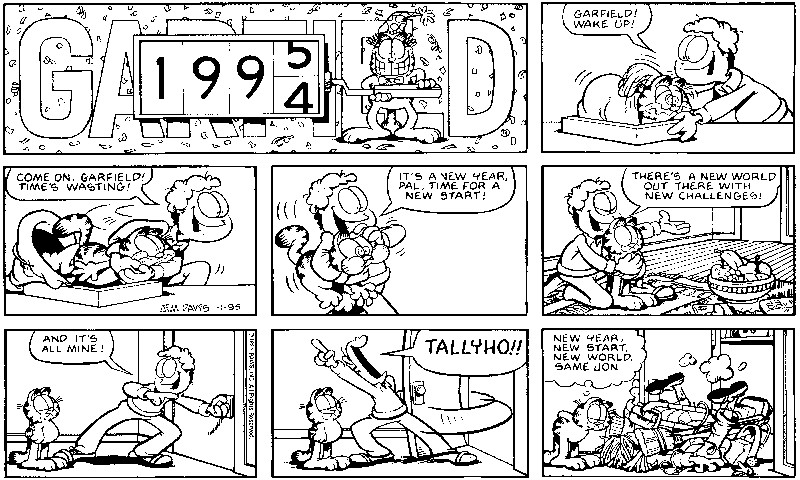 GARFIELD
1995
4
GARFIELD!
WAKE UP!
COME ON, GARFIELD!
TIME'S WASTING!
JIM DAVIS 1-1-95
IT'S A NEW YEAR,
PAL. TIME FOR A
NEW START!
THERE'S A NEW WORLD
OUT THERE WITH
NEW CHALLENGES!
AND IT'S
ALL MINE!
TALLYHO!!
NEW YEAR,
NEW START,
NEW WORLD,
SAME JON